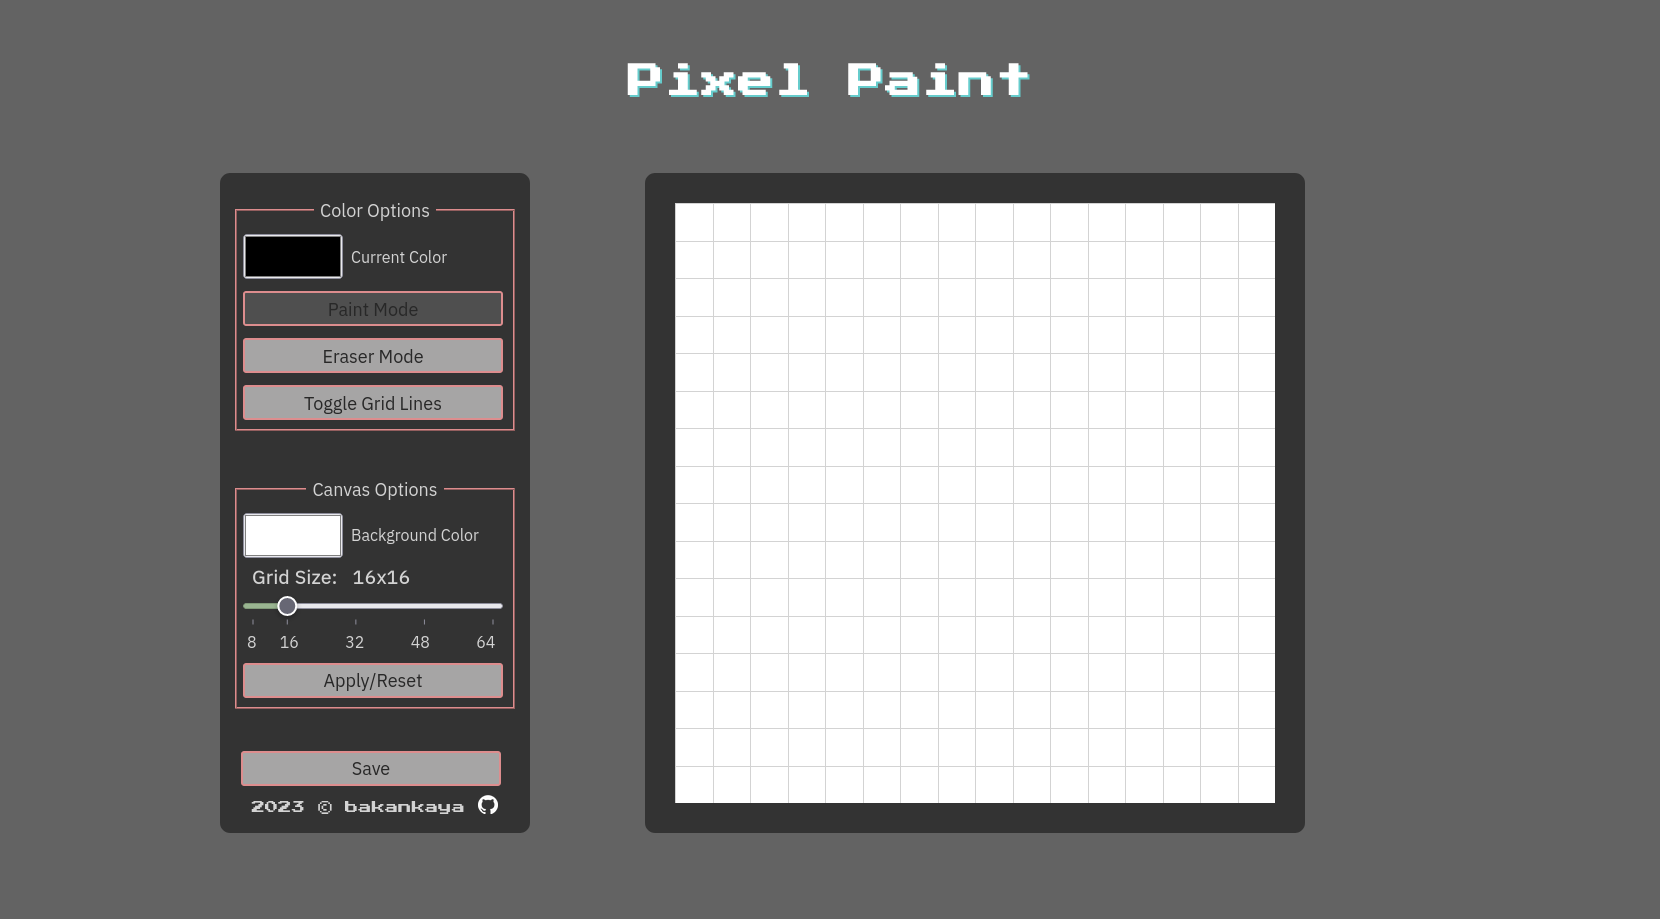 Pixel Paint
Color Options
Current Color
Paint Mode
Eraser Mode
Toggle Grid Lines
Canvas Options
Background Color
Grid Size: 16x16
8 16 32 48 64
Apply/Reset
Save
2023 © bakankaya